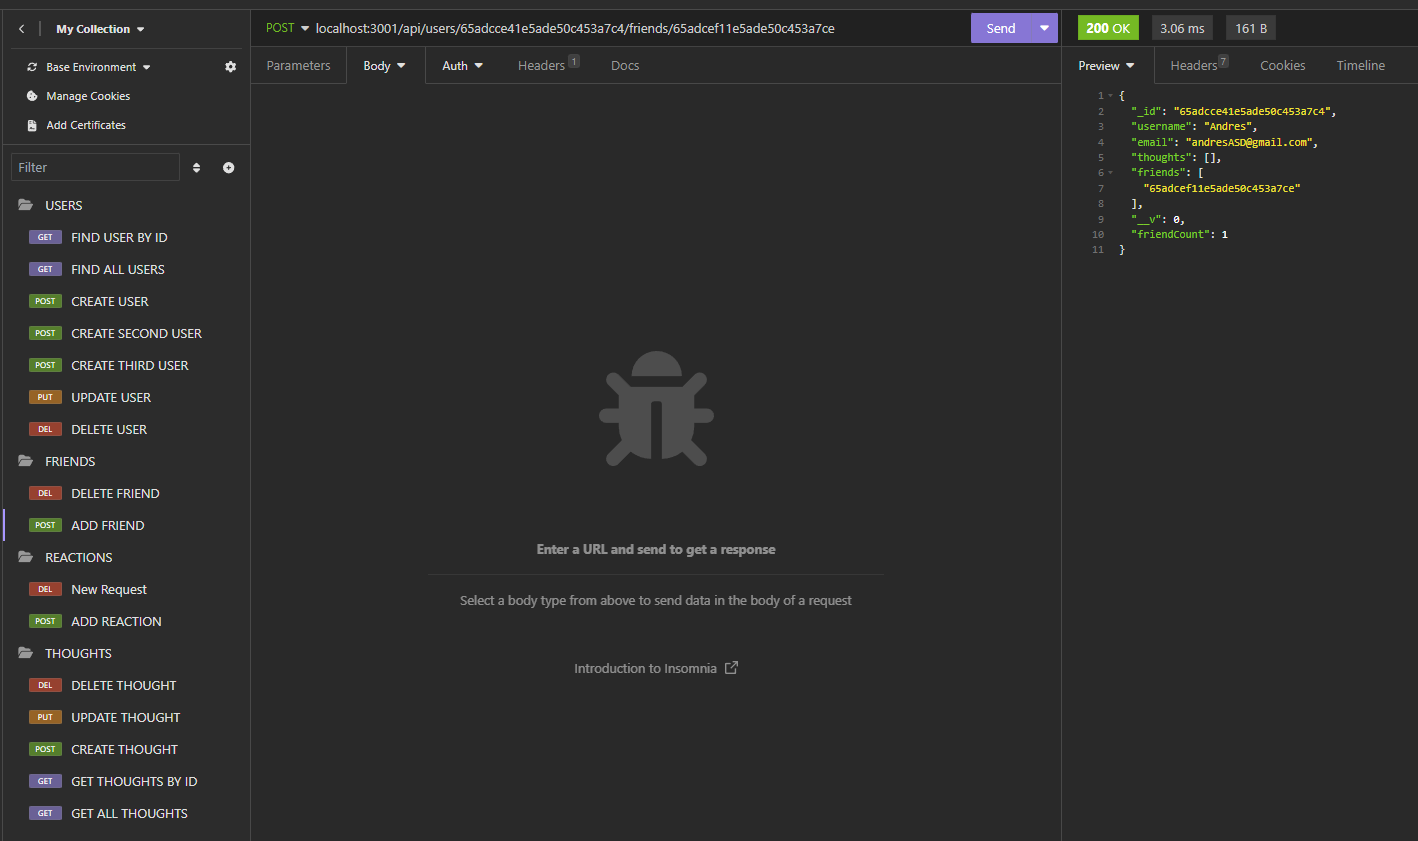 My Collection
Base Environment
Manage Cookies
Add Certificates
Filter
USERS
GET FIND USER BY ID
GET FIND ALL USERS
POST CREATE USER
POST CREATE SECOND USER
POST CREATE THIRD USER
PUT UPDATE USER
DEL DELETE USER
FRIENDS
DEL DELETE FRIEND
POST ADD FRIEND
REACTIONS
DEL New Request
POST ADD REACTION
THOUGHTS
DEL DELETE THOUGHT
PUT UPDATE THOUGHT
POST CREATE THOUGHT
GET GET THOUGHTS BY ID
GET GET ALL THOUGHTS
POST localhost:3001/api/users/65adcce41e5ade50c453a7c4/friends/65adcef11e5ade50c453a7ce Send
Parameters Body Auth Headers 1 Docs
Enter a URL and send to get a response
Select a body type from above to send data in the body of a request
Introduction to Insomnia
200 OK 3.06 ms 161 B
Preview Headers 7 Cookies Timeline
1 {
2 "_id": "65adcce41e5ade50c453a7c4",
3 "username": "Andres",
4 "email": "andresASD@gmail.com",
5 "thoughts": [],
6 "friends": [
7 "65adcef11e5ade50c453a7ce"
8 ],
9 "__v": 0,
10 "friendCount": 1
11 }